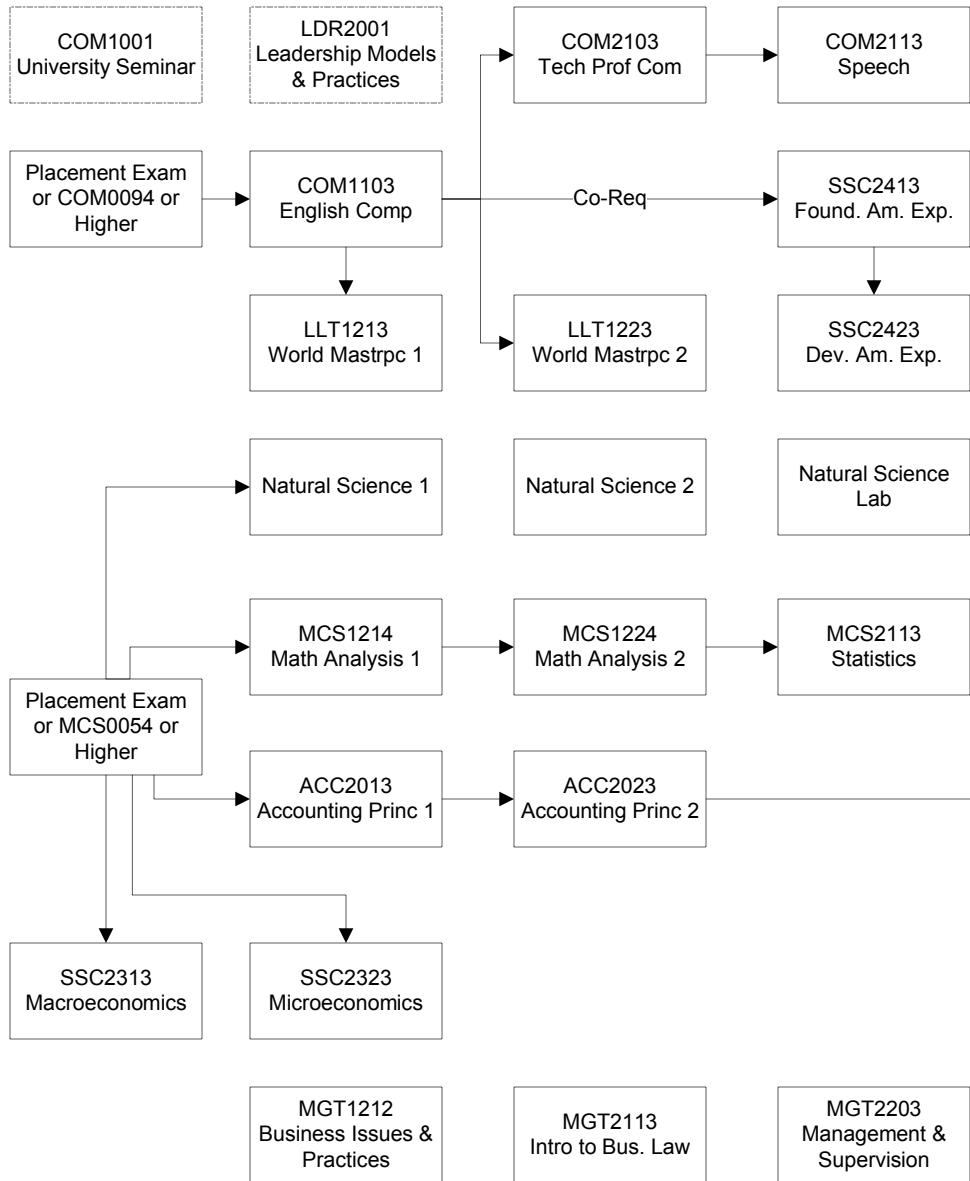 COM1001
University Seminar
LDR2001
Leadership Models
& Practices
COM2103
Tech Prof Com
COM2113
Speech
Placement Exam
or COM0094 or
Higher
COM1103
English Comp
Co-Req
SSC2413
Found. Am. Exp.
LLT1213
World Mastrpc 1
LLT1223
World Mastrpc 2
SSC2423
Dev. Am. Exp.
Natural Science 1
Natural Science 2
Natural Science
Lab
MCS1214
Math Analysis 1
MCS1224
Math Analysis 2
MCS2113
Statistics
Placement Exam
or MCS0054 or
Higher
ACC2013
Accounting Princ 1
ACC2023
Accounting Princ 2
SSC2313
Macroeconomics
SSC2323
Microeconomics
MGT1212
Business Issues &
Practices
MGT2113
Intro to Bus. Law
MGT2203
Management &
Supervision